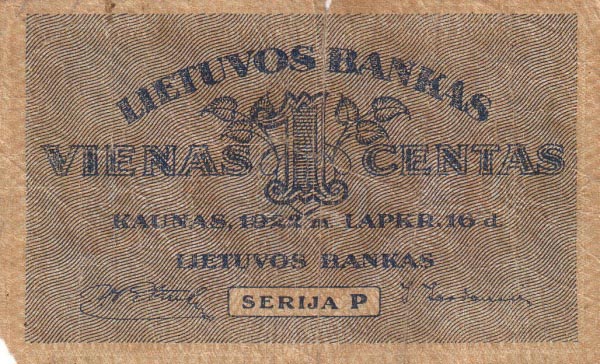 LIETUVOS BANKAS
VIENAS 1 CENTAS
KAUNAS, 1922 m. LAPKR. 16 d.
LIETUVOS BANKAS
SERIJA P